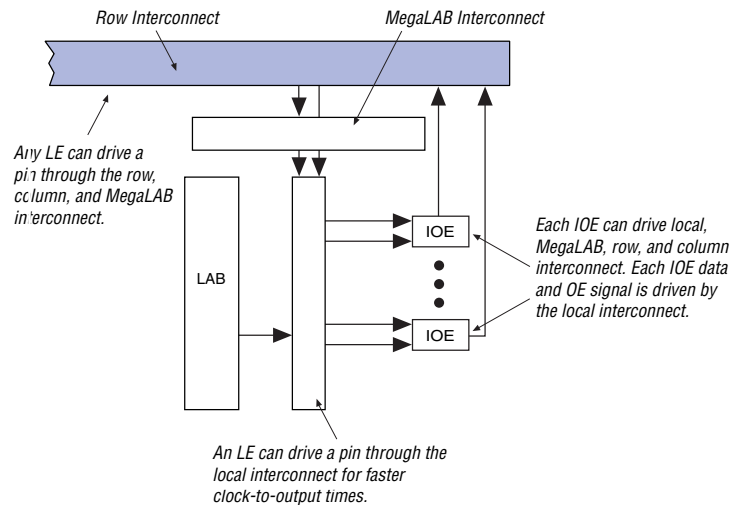 Row Interconnect
MegaLAB Interconnect
Any LE can drive a
pin through the row,
column, and MegaLAB
interconnect.
LAB
IOE
IOE
Each IOE can drive local,
MegaLAB, row, and column
interconnect. Each IOE data
and OE signal is driven by
the local interconnect.
An LE can drive a pin through the
local interconnect for faster
clock-to-output times.